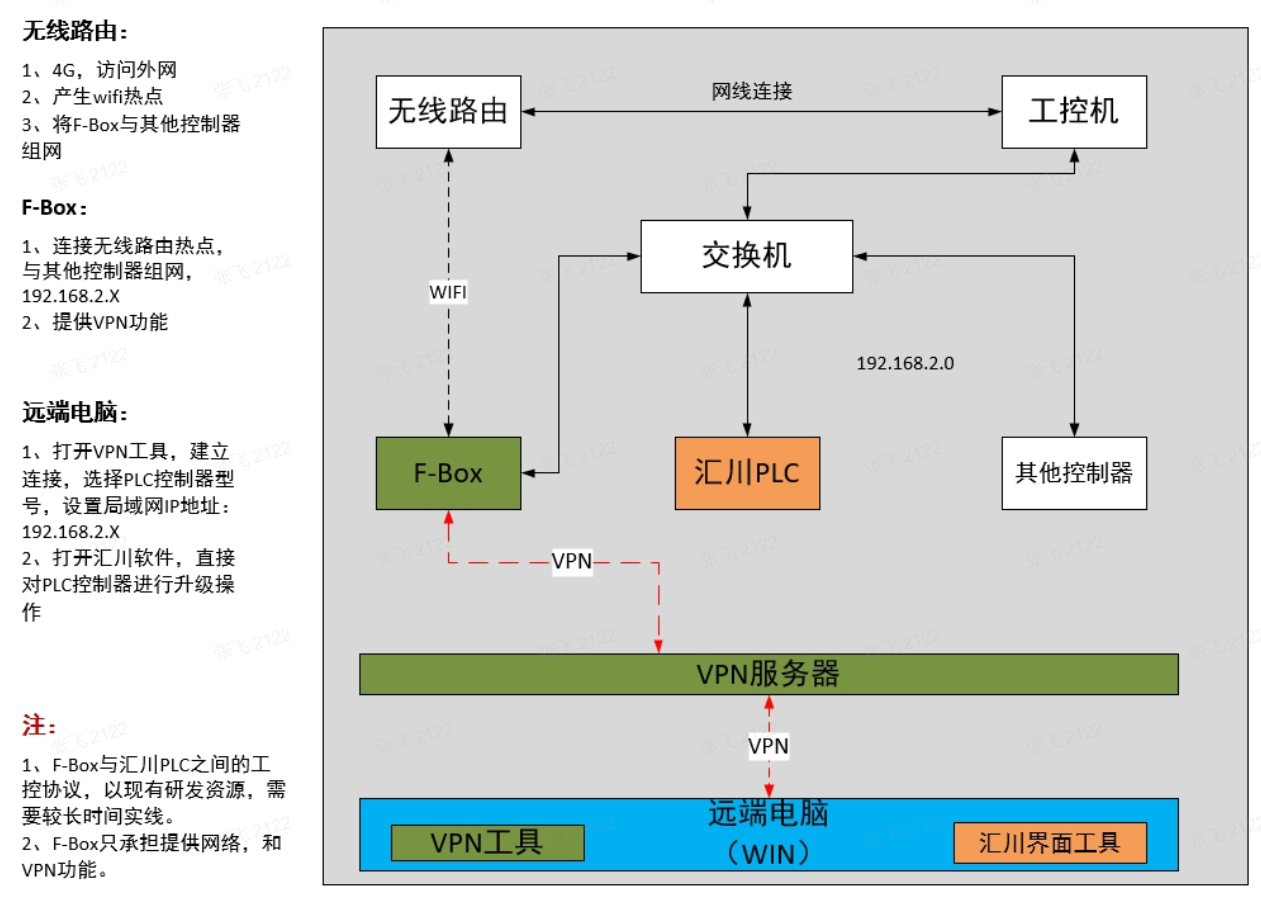 无线路由：
1、4G，访问外网
2、产生wifi热点
3、将F-Box与其他控制器
组网
F-Box：
1、连接无线路由热点，
与其他控制器组网，
192.168.2.X
2、提供VPN功能
远端电脑：
1、打开VPN工具，建立
连接，选择PLC控制器型
号，设置局域网IP地址：
192.168.2.X
2、打开汇川软件，直接
对PLC控制器进行升级操
作
注：
1、F-Box与汇川PLC之间的工
控协议，以现有研发资源，需
要较长时间实线。
2、F-Box只承担提供网络，和
VPN功能。
无线路由
网线连接
工控机
交换机
WIFI
192.168.2.0
F-Box
汇川PLC
其他控制器
VPN
VPN服务器
VPN
远端电脑
（WIN）
VPN工具
汇川界面工具
张飞 2122